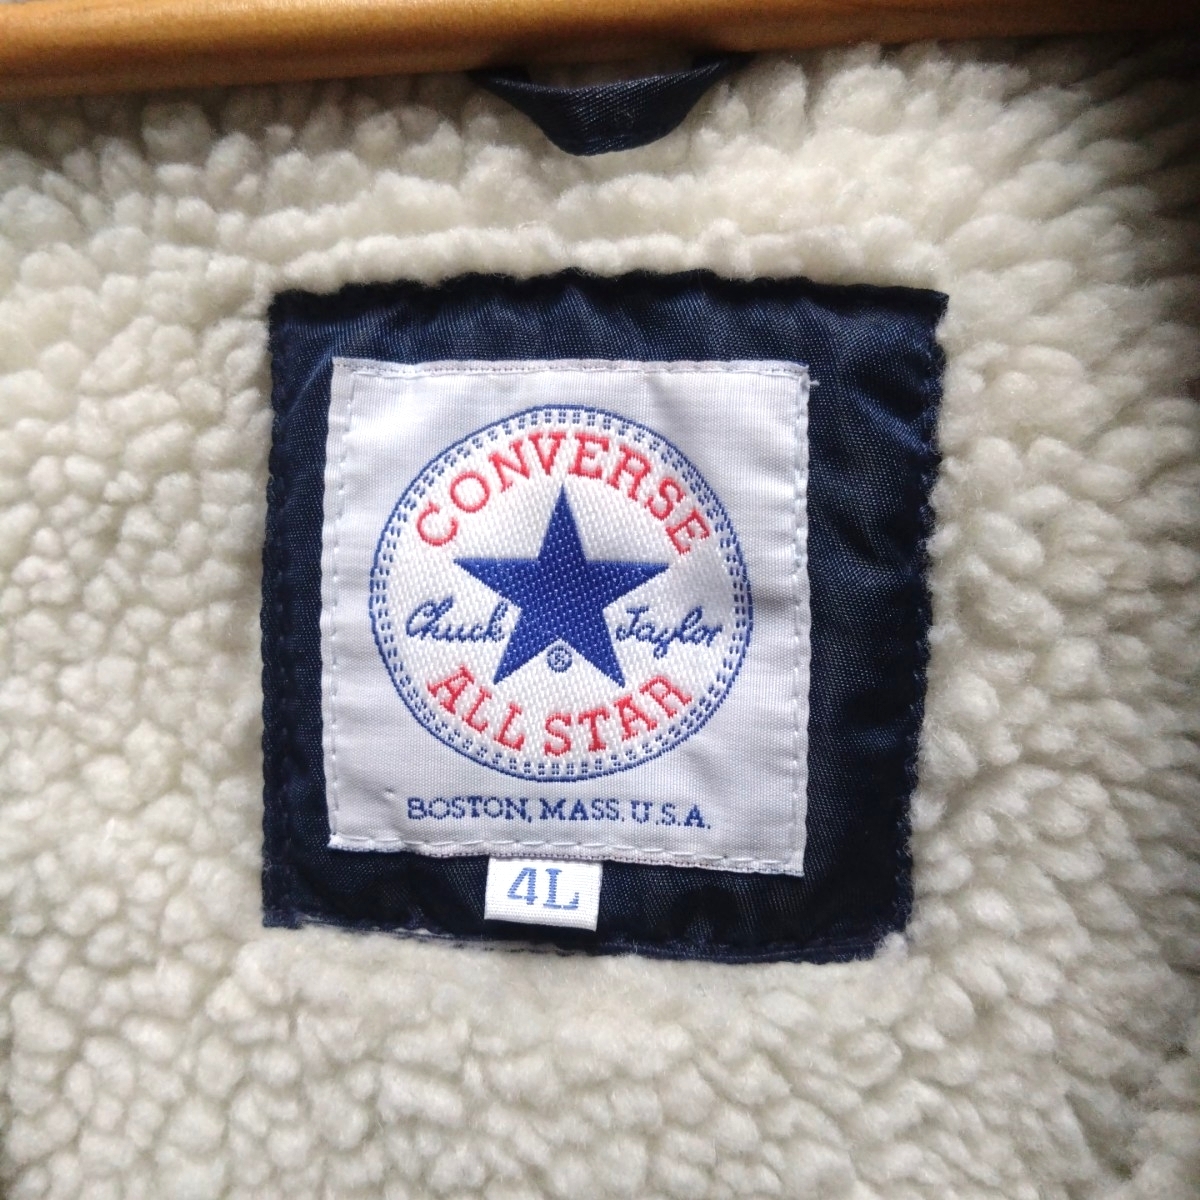 CONVERSE
Chuck Taylor
®
ALL STAR
BOSTON, MASS. U.S.A.
4L